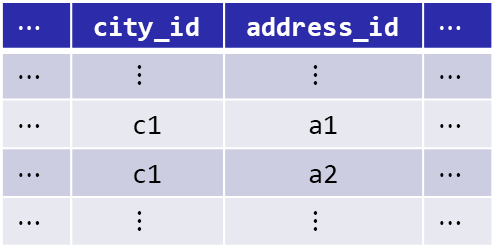 ⋯ city_id address_id ⋯
⋯ ⋮ ⋮ ⋯
⋯ c1 a1 ⋯
⋯ c1 a2 ⋯
⋯ ⋮ ⋮ ⋯